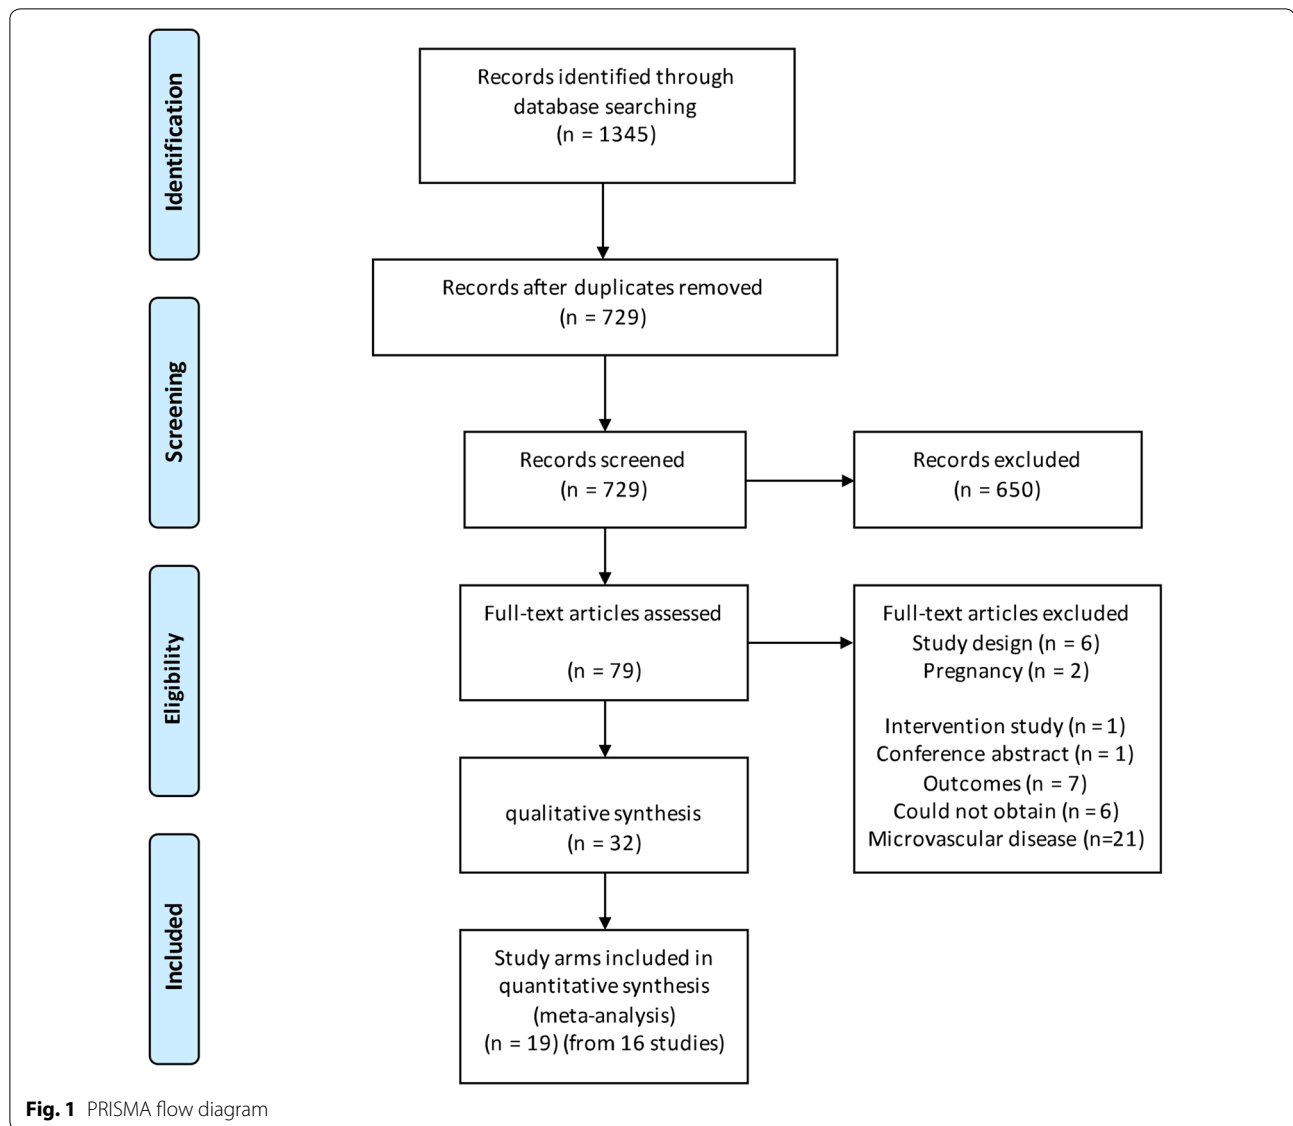 Identification
Records identified through
database searching
(n = 1345)
Records after duplicates removed
(n = 729)
Screening
Records screened
(n = 729)
Records excluded
(n = 650)
Eligibility
Full-text articles assessed
(n = 79)
Full-text articles excluded
Study design (n = 6)
Pregnancy (n = 2)
Intervention study (n = 1)
Conference abstract (n = 1)
Outcomes (n = 7)
Could not obtain (n = 6)
Microvascular disease (n=21)
qualitative synthesis
(n = 32)
Included
Study arms included in
quantitative synthesis
(meta-analysis)
(n = 19) (from 16 studies)
Fig. 1 PRISMA flow diagram